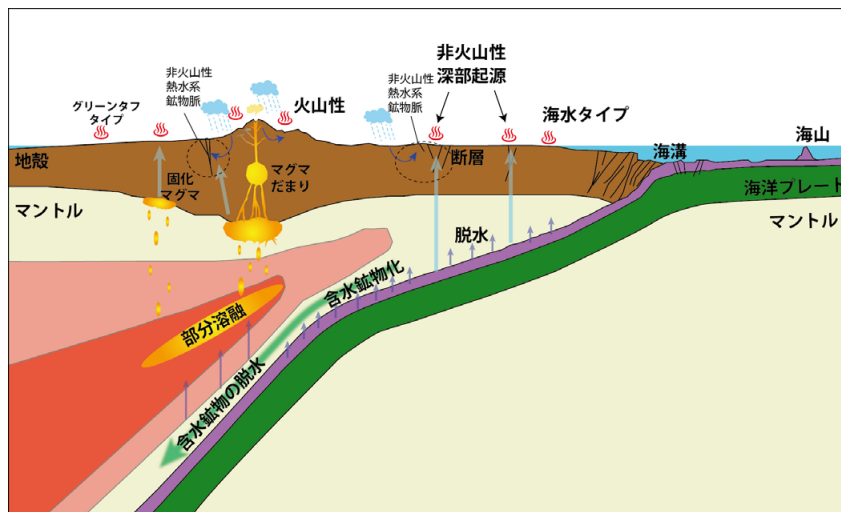 非火山性
熱水系
鉱物脈
グリーンタフ
タイプ
火山性
非火山性
熱水系
鉱物脈
非火山性
深部起源
海水タイプ
海山
地殻
固化
マグマ
マグマ
だまり
断層
海溝
海洋プレート
マントル
マントル
脱水
含水鉱物化
部分溶融
含水鉱物の脱水